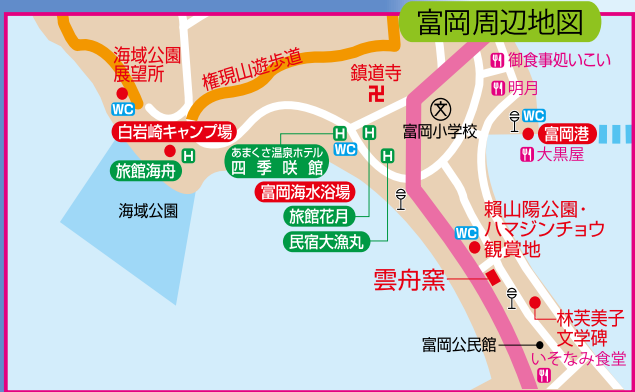 富岡周辺地図
海域公園
展望所
WC
権現山遊歩道
鎮道寺
卍
御食事処いこい
明月
文
富岡小学校
WC
富岡港
大黒屋
白岩崎キャンプ場
H
旅館海舟
あまくさ温泉ホテル
四季咲館
H
WC
H
H
富岡海水浴場
旅館花月
民宿大漁丸
海域公園
頼山陽公園・
ハマジンチョウ
観賞地
WC
雲舟窯
林芙美子
文学碑
富岡公民館
いそなみ食堂